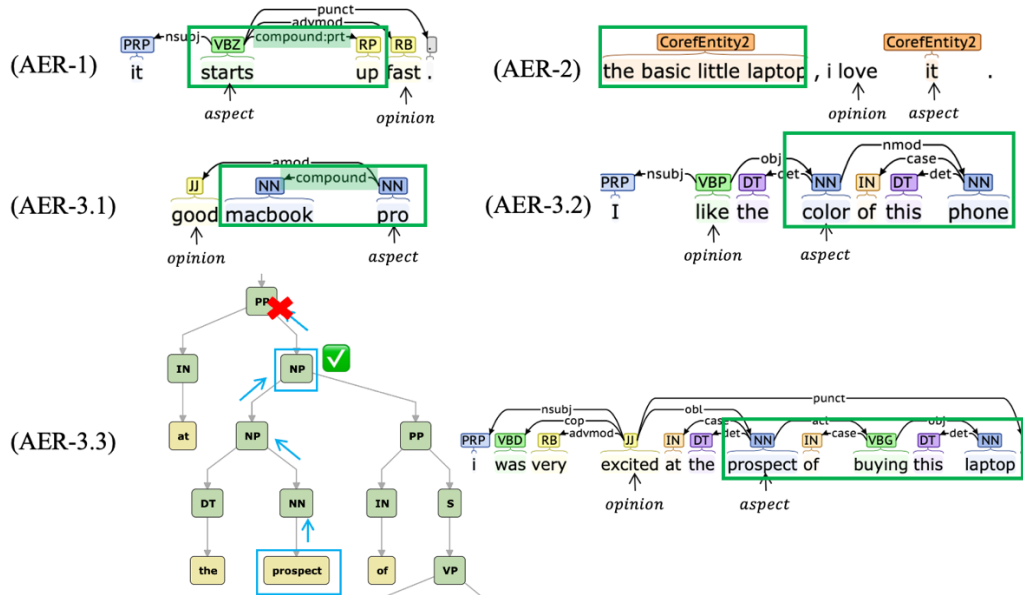 (AER-1)
punct
advmod
nsubj compound:prt
PRP VBZ RP RB .
it starts up fast .
aspect opinion
(AER-2)
CorefEntity2 CorefEntity2
the basic little laptop , i love it .
opinion aspect
(AER-3.1)
amod
compound
JJ NN NN
good macbook pro
opinion aspect
(AER-3.2)
nmod
obj case
nsubj det det
PRP VBP DT NN IN DT NN
I like the color of this phone
opinion aspect
(AER-3.3)
PP
IN NP
at NP PP
DT NN IN S
the prospect of VP
punct
nsubj obl acl obj
cop case
advmod det case det
PRP VBD RB JJ IN DT NN IN VBG DT NN
i was very excited at the prospect of buying this laptop
opinion aspect